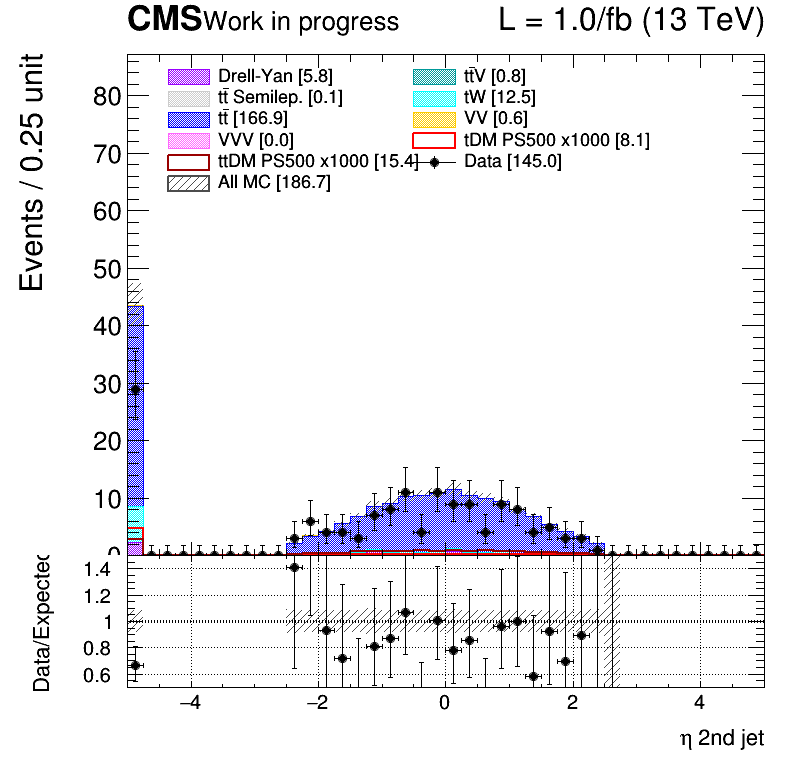 CMS Work in progress L = 1.0/fb (13 TeV)
Drell-Yan [5.8] tt̄V [0.8]
tt̄ Semilep. [0.1] tW [12.5]
tt̄ [166.9] VV [0.6]
VVV [0.0] tDM PS500 x1000 [8.1]
ttDM PS500 x1000 [15.4] Data [145.0]
All MC [186.7]
Events / 0.25 unit
80
70
60
50
40
30
20
10
0
Data/Expected
1.4
1.2
1
0.8
0.6
−4 −2 0 2 4
η 2nd jet